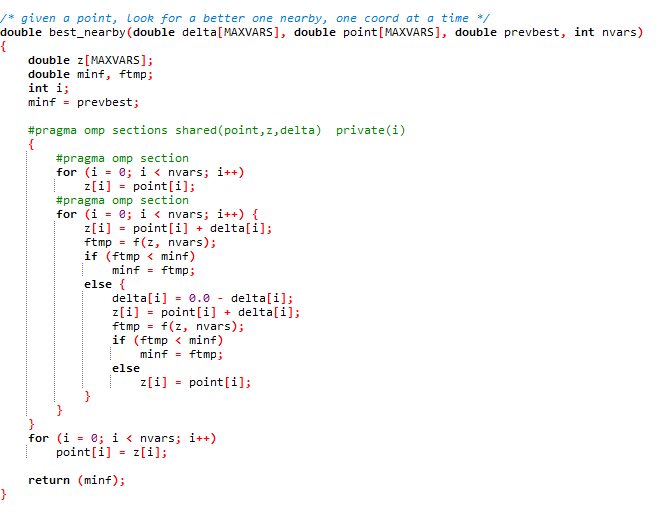 /* given a point, look for a better one nearby, one coord at a time */
double best_nearby(double delta[MAXVARS], double point[MAXVARS], double prevbest, int nvars)
{
    double z[MAXVARS];
    double minf, ftmp;
    int i;
    minf = prevbest;

    #pragma omp sections shared(point,z,delta)  private(i)
    {
        #pragma omp section
        for (i = 0; i < nvars; i++)
            z[i] = point[i];
        #pragma omp section
        for (i = 0; i < nvars; i++) {
            z[i] = point[i] + delta[i];
            ftmp = f(z, nvars);
            if (ftmp < minf)
                minf = ftmp;
            else {
                delta[i] = 0.0 - delta[i];
                z[i] = point[i] + delta[i];
                ftmp = f(z, nvars);
                if (ftmp < minf)
                    minf = ftmp;
                else
                    z[i] = point[i];
            }
        }
    }
    for (i = 0; i < nvars; i++)
        point[i] = z[i];

    return (minf);
}